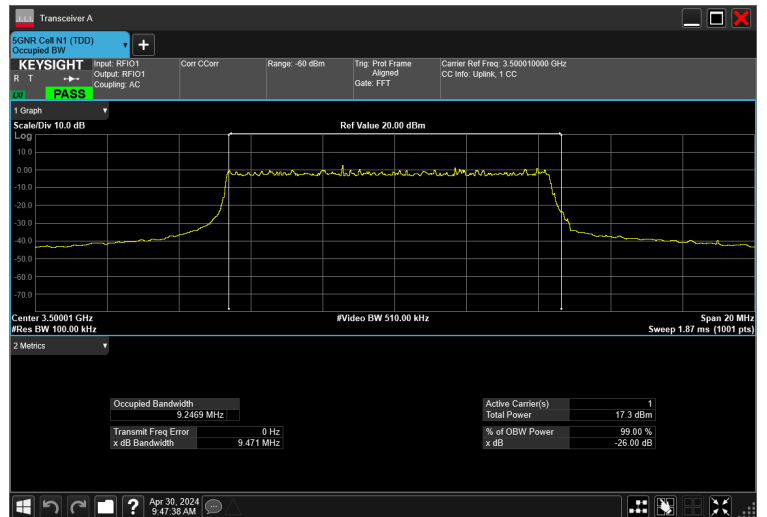 Transceiver A
5GNR Cell N1 (TDD)
Occupied BW
KEYSIGHT
R T
LXI
PASS
Input: RFIO1
Output: RFIO1
Coupling: AC
Corr CCorr
Range: -60 dBm
Trig: Prot Frame
Aligned
Gate: FFT
Carrier Ref Freq: 3.500010000 GHz
CC Info: Uplink, 1 CC
1 Graph
Scale/Div 10.0 dB
Ref Value 20.00 dBm
Log
10.0
0.00
-10.0
-20.0
-30.0
-40.0
-50.0
-60.0
-70.0
Center 3.50001 GHz
#Video BW 510.00 kHz
Span 20 MHz
#Res BW 100.00 kHz
Sweep 1.87 ms (1001 pts)
2 Metrics
Occupied Bandwidth
9.2469 MHz
Transmit Freq Error 0 Hz
x dB Bandwidth 9.471 MHz
Active Carrier(s) 1
Total Power 17.3 dBm
% of OBW Power 99.00 %
x dB -26.00 dB
?
Apr 30, 2024
9:47:38 AM